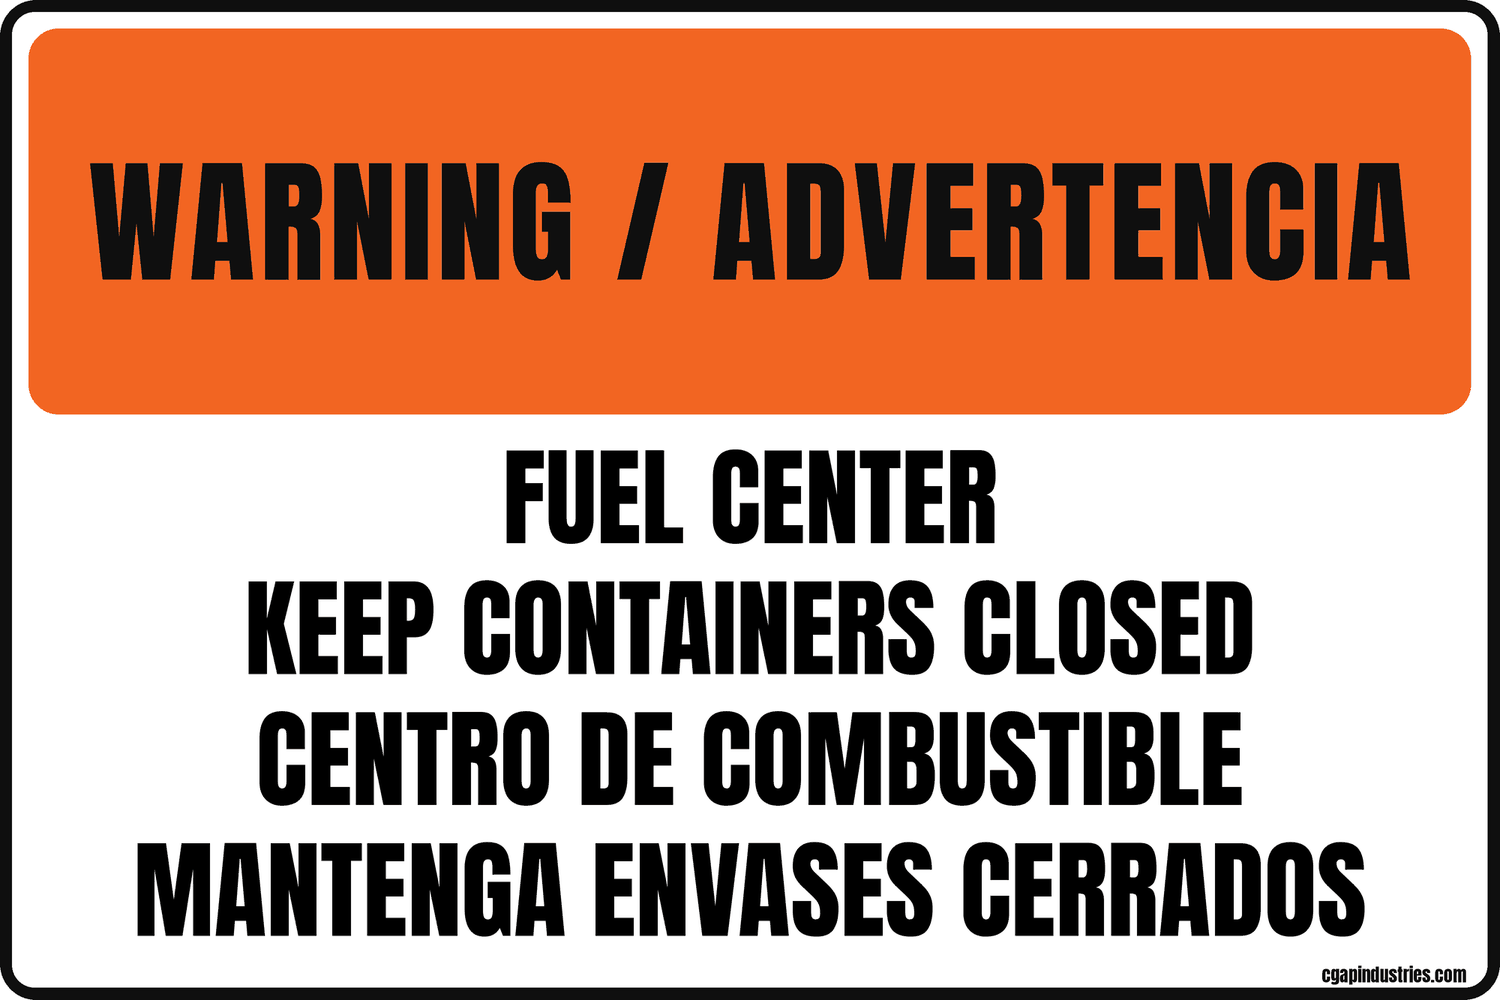 WARNING / ADVERTENCIA
FUEL CENTER
KEEP CONTAINERS CLOSED
CENTRO DE COMBUSTIBLE
MANTENGA ENVASES CERRADOS
cgapindustries.com